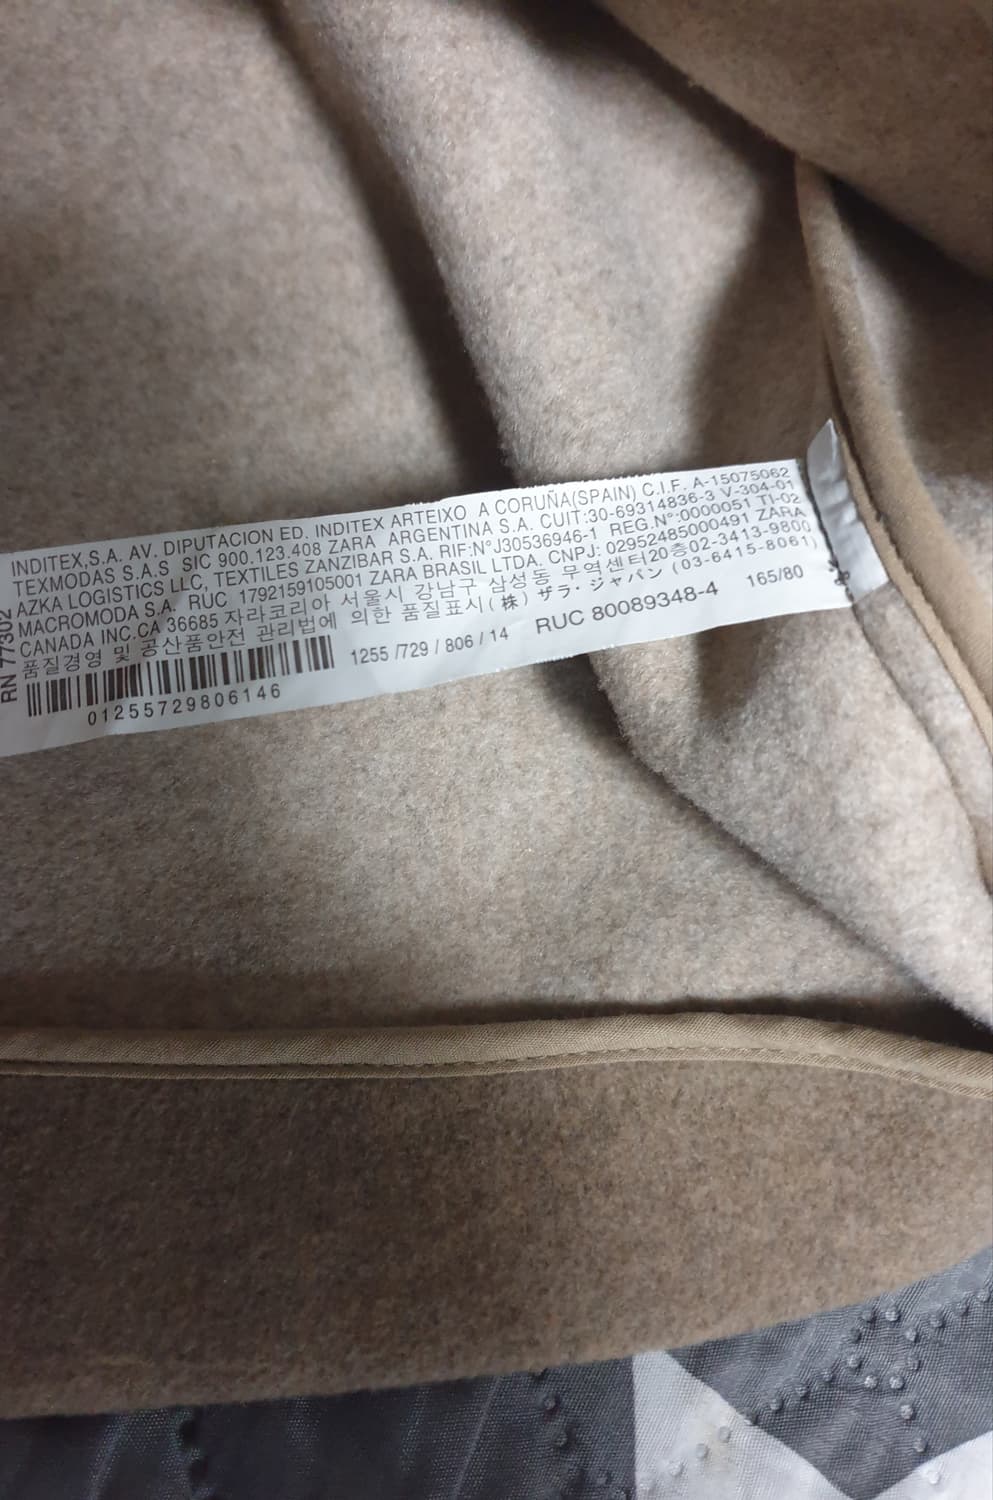 INDITEX,S.A. AV. DIPUTACION ED. INDITEX ARTEIXO A CORUÑA(SPAIN) C.I.F. A-15075062
TEXMODAS S.A.S SIC 900.123.408 ZARA ARGENTINA S.A. CUIT:30-69314836-3 V-304-01
AZKA LOGISTICS LLC, TEXTILES ZANZIBAR S.A. RIF:N°J30536946-1 REG.N°:0000051 TI-02
MACROMODA S.A. RUC 1792159105001 ZARA BRASIL LTDA. CNPJ: 02952485000491 ZARA
CANADA INC.CA 36685 자라코리아 서울시 강남구 삼성동 무역센터20층02-3413-9800
품질경영 및 공산품안전 관리법에 의한 품질표시(株) ザラ・ジャパン (03-6415-8061)
1255 /729 / 806 / 14 RUC 80089348-4 165/80
01255729806146
RN 77302